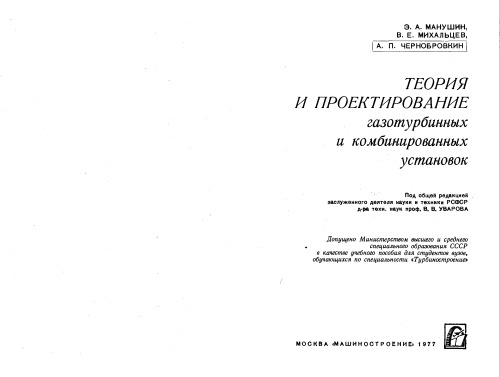 Э. А. МАНУШИН,
В. Е. МИХАЛЬЦЕВ,
А. П. ЧЕРНОБРОВКИН
ТЕОРИЯ
И ПРОЕКТИРОВАНИЕ
газотурбинных
и комбинированных
установок
Под общей редакцией
заслуженного деятеля науки и техники РСФСР
д-ра техн. наук проф. В. В. УВАРОВА
Допущено Министерством высшего и среднего
специального образования СССР
в качестве учебного пособия для студентов вузов,
обучающихся по специальности «Турбиностроение»
МОСКВА «МАШИНОСТРОЕНИЕ» 1977